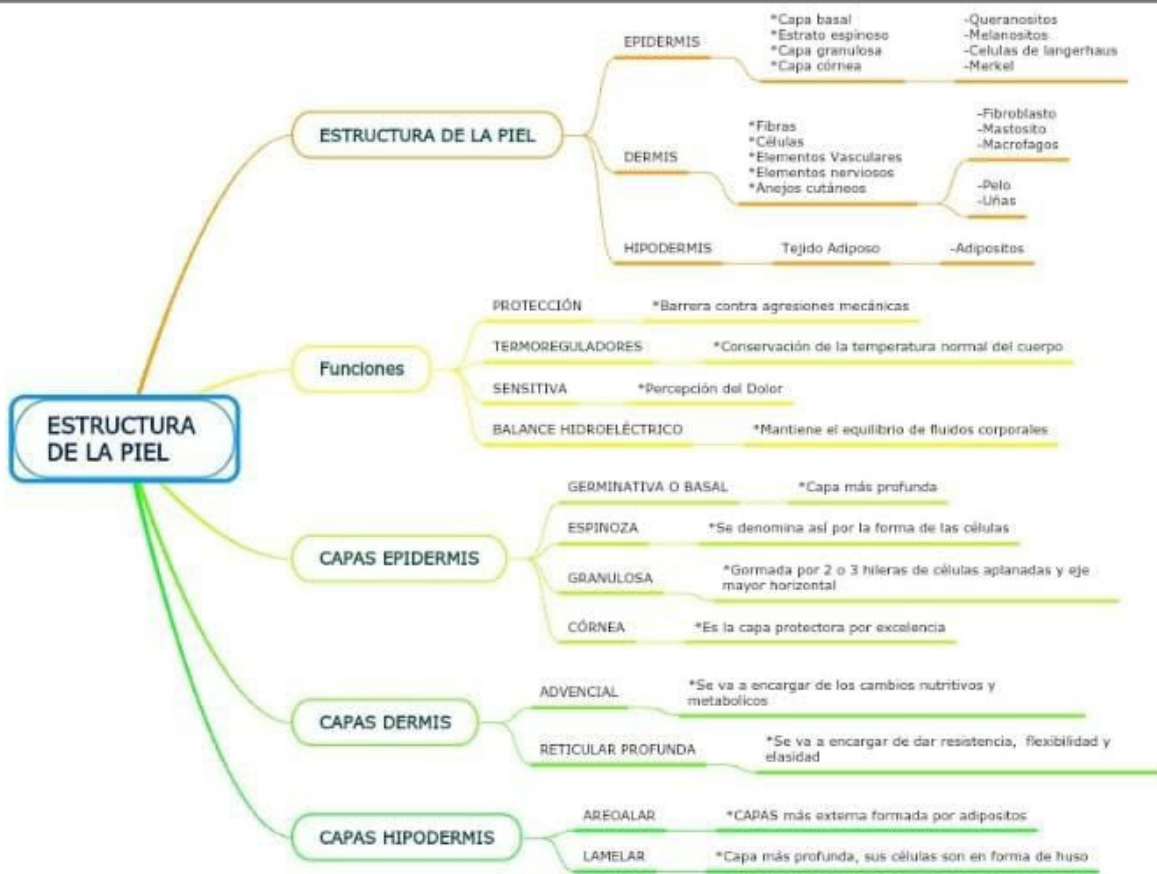 ESTRUCTURA
DE LA PIEL
ESTRUCTURA DE LA PIEL
EPIDERMIS
*Capa basal
*Estrato espinoso
*Capa granulosa
*Capa córnea
-Queranositos
-Melanositos
-Celulas de langerhaus
-Merkel
DERMIS
*Fibras
*Células
*Elementos Vasculares
*Elementos nerviosos
*Anejos cutáneos
-Fibroblasto
-Mastosito
-Macrofagos
-Pelo
-Uñas
HIPODERMIS
Tejido Adiposo
-Adipositos
Funciones
PROTECCIÓN
*Barrera contra agresiones mecánicas
TERMOREGULADORES
*Conservación de la temperatura normal del cuerpo
SENSITIVA
*Percepción del Dolor
BALANCE HIDROELÉCTRICO
*Mantiene el equilibrio de fluidos corporales
CAPAS EPIDERMIS
GERMINATIVA O BASAL
*Capa más profunda
ESPINOZA
*Se denomina así por la forma de las células
GRANULOSA
*Gormada por 2 o 3 hileras de células aplanadas y eje
mayor horizontal
CÓRNEA
*Es la capa protectora por excelencia
CAPAS DERMIS
ADVENCIAL
*Se va a encargar de los cambios nutritivos y
metabolicos
RETICULAR PROFUNDA
*Se va a encargar de dar resistencia, flexibilidad y
elasidad
CAPAS HIPODERMIS
AREOALAR
*CAPAS más externa formada por adipositos
LAMELAR
*Capa más profunda, sus células son en forma de huso